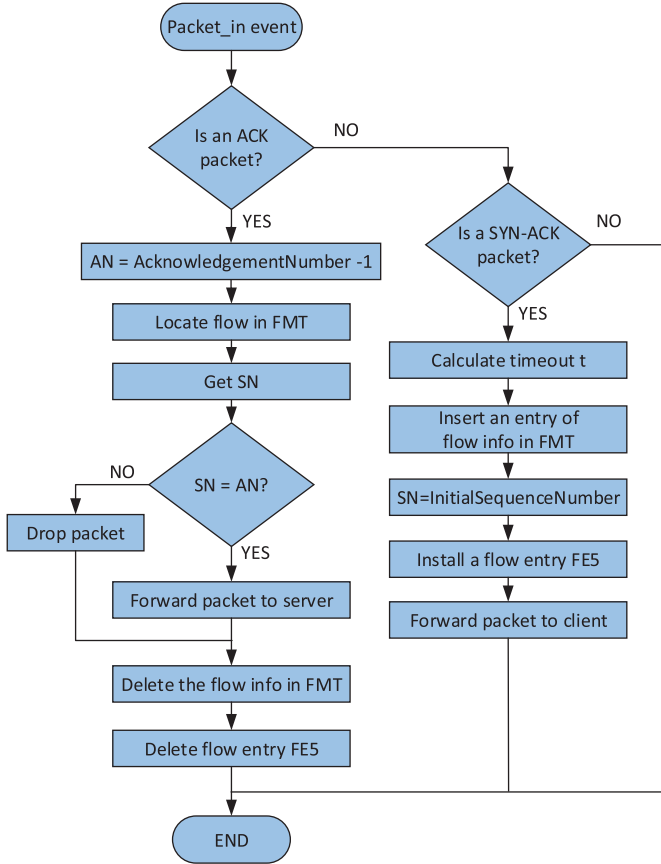 Packet_in event
Is an ACK
packet?
NO
YES
Is a SYN-ACK
packet?
NO
YES
AN = AcknowledgementNumber -1
Locate flow in FMT
Get SN
SN = AN?
NO
YES
Drop packet
Forward packet to server
Delete the flow info in FMT
Delete flow entry FE5
Calculate timeout t
Insert an entry of
flow info in FMT
SN=InitialSequenceNumber
Install a flow entry FE5
Forward packet to client
END